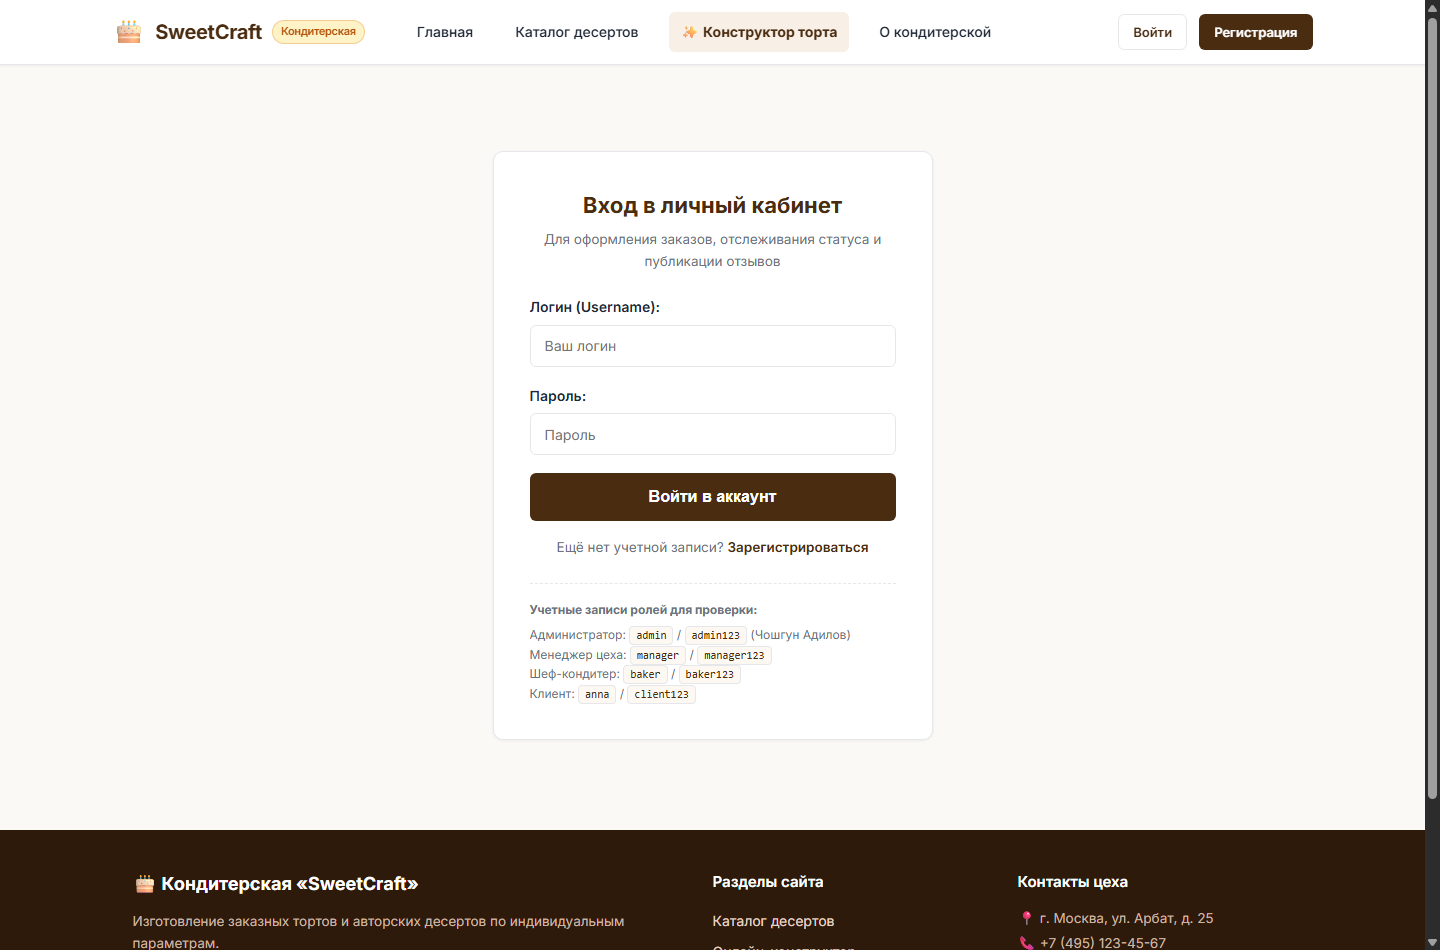 SweetCraft Кондитерская Главная Каталог десертов ✨ Конструктор торта О кондитерской Войти Регистрация
Вход в личный кабинет
Для оформления заказов, отслеживания статуса и
публикации отзывов
Логин (Username):
Ваш логин
Пароль:
Пароль
Войти в аккаунт
Ещё нет учетной записи? Зарегистрироваться
Учетные записи ролей для проверки:
Администратор: admin / admin123 (Чошгун Адилов)
Менеджер цеха: manager / manager123
Шеф-кондитер: baker / baker123
Клиент: anna / client123
Кондитерская «SweetCraft»
Изготовление заказных тортов и авторских десертов по индивидуальным
параметрам.
Разделы сайта
Каталог десертов
Контакты цеха
г. Москва, ул. Арбат, д. 25
+7 (495) 123-45-67